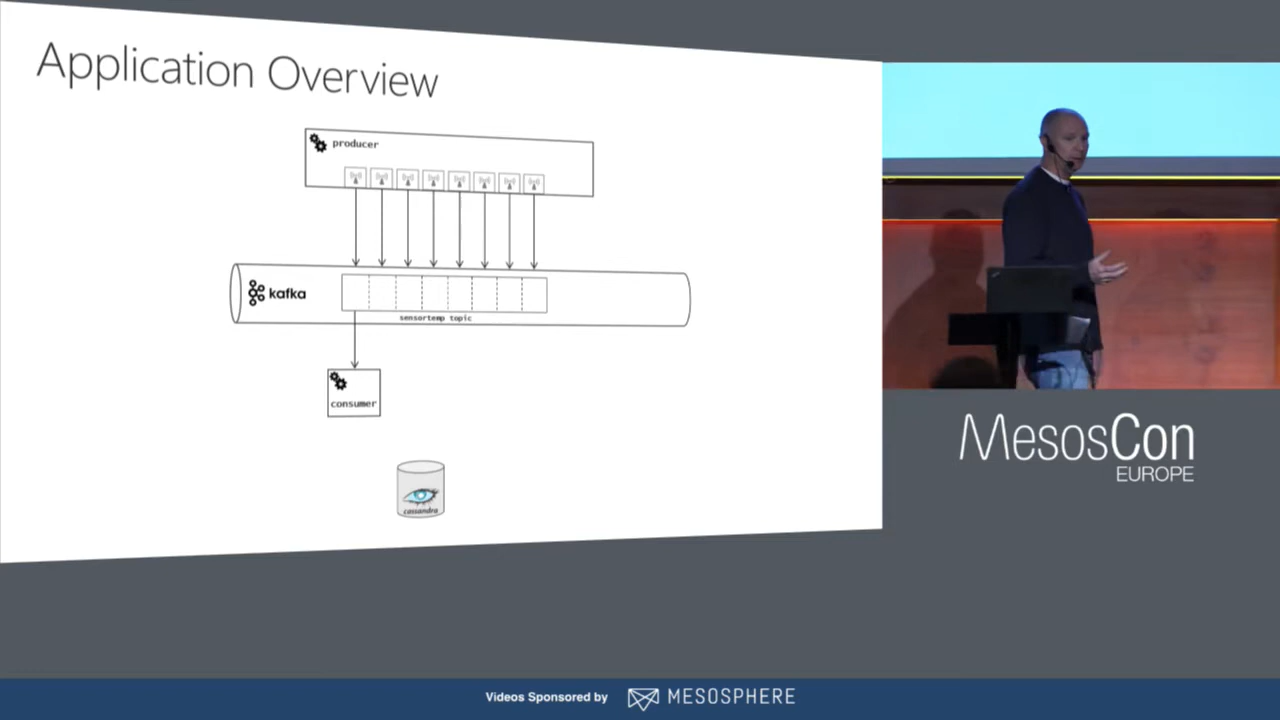 Application Overview
producer
kafka
sensortemp topic
consumer
cassandra
MesosCon
EUROPE
Videos Sponsored by MESOSPHERE